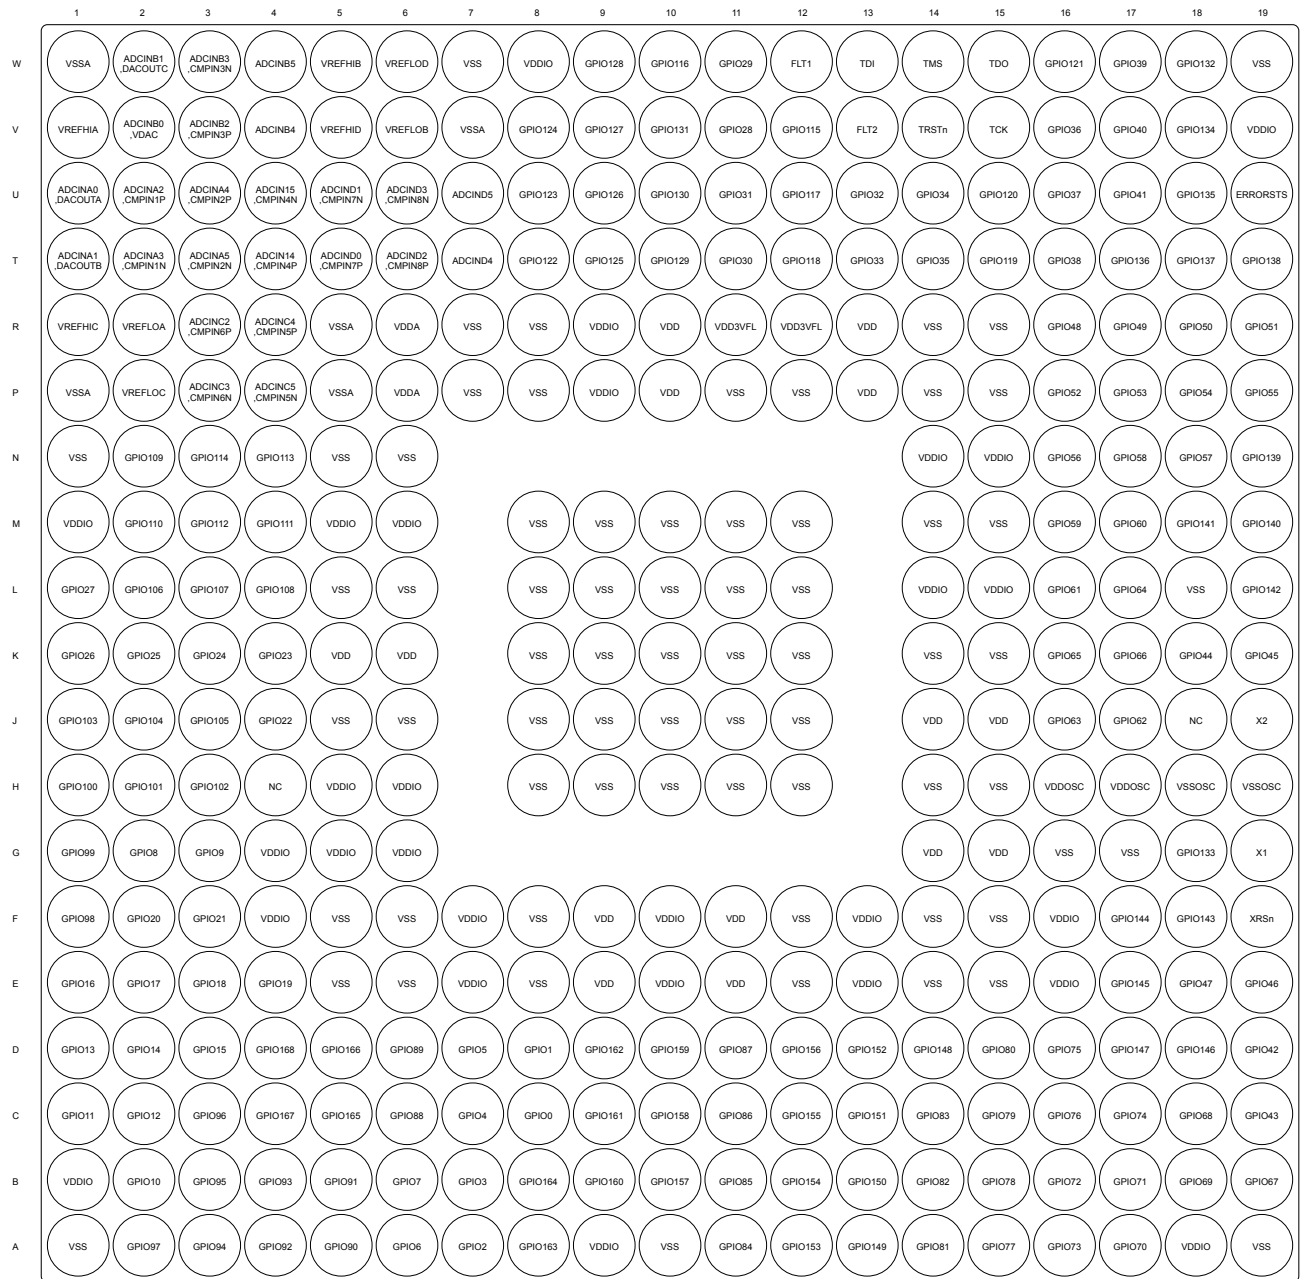 1 2 3 4 5 6 7 8 9 10 11 12 13 14 15 16 17 18 19
W VSSA ADCINB1 ,DACOUTC ADCINB3 ,CMPIN3N ADCINB5 VREFHIB VREFLOD VSS VDDIO GPIO128 GPIO116 GPIO29 FLT1 TDI TMS TDO GPIO121 GPIO39 GPIO132 VSS
V VREFHIA ADCINB0 ,VDAC ADCINB2 ,CMPIN3P ADCINB4 VREFHID VREFLOB VSSA GPIO124 GPIO127 GPIO131 GPIO28 GPIO115 FLT2 TRSTn TCK GPIO36 GPIO40 GPIO134 VDDIO
U ADCINA0 ,DACOUTA ADCINA2 ,CMPIN1P ADCINA4 ,CMPIN2P ADCIN15 ,CMPIN4N ADCIND1 ,CMPIN7N ADCIND3 ,CMPIN8N ADCIND5 GPIO123 GPIO126 GPIO130 GPIO31 GPIO117 GPIO32 GPIO34 GPIO120 GPIO37 GPIO41 GPIO135 ERRORSTS
T ADCINA1 ,DACOUTB ADCINA3 ,CMPIN1N ADCINA5 ,CMPIN2N ADCIN14 ,CMPIN4P ADCIND0 ,CMPIN7P ADCIND2 ,CMPIN8P ADCIND4 GPIO122 GPIO125 GPIO129 GPIO30 GPIO118 GPIO33 GPIO35 GPIO119 GPIO38 GPIO136 GPIO137 GPIO138
R VREFHIC VREFLOA ADCINC2 ,CMPIN6P ADCINC4 ,CMPIN5P VSSA VDDA VSS VSS VDDIO VDD VDD3VFL VDD3VFL VDD VSS VSS GPIO48 GPIO49 GPIO50 GPIO51
P VSSA VREFLOC ADCINC3 ,CMPIN6N ADCINC5 ,CMPIN5N VSSA VDDA VSS VSS VDDIO VDD VSS VSS VDD VSS VSS GPIO52 GPIO53 GPIO54 GPIO55
N VSS GPIO109 GPIO114 GPIO113 VSS VSS VDDIO VDDIO GPIO56 GPIO58 GPIO57 GPIO139
M VDDIO GPIO110 GPIO112 GPIO111 VDDIO VDDIO VSS VSS VSS VSS VSS VSS VSS GPIO59 GPIO60 GPIO141 GPIO140
L GPIO27 GPIO106 GPIO107 GPIO108 VSS VSS VSS VSS VSS VSS VSS VDDIO VDDIO GPIO61 GPIO64 VSS GPIO142
K GPIO26 GPIO25 GPIO24 GPIO23 VDD VDD VSS VSS VSS VSS VSS VSS VSS GPIO65 GPIO66 GPIO44 GPIO45
J GPIO103 GPIO104 GPIO105 GPIO22 VSS VSS VSS VSS VSS VSS VSS VDD VDD GPIO63 GPIO62 NC X2
H GPIO100 GPIO101 GPIO102 NC VDDIO VDDIO VSS VSS VSS VSS VSS VSS VSS VDDOSC VDDOSC VSSOSC VSSOSC
G GPIO99 GPIO8 GPIO9 VDDIO VDDIO VDDIO VDD VDD VSS VSS GPIO133 X1
F GPIO98 GPIO20 GPIO21 VDDIO VSS VSS VDDIO VSS VDD VDDIO VDD VSS VDDIO VSS VSS VDDIO GPIO144 GPIO143 XRSn
E GPIO16 GPIO17 GPIO18 GPIO19 VSS VSS VDDIO VSS VDD VDDIO VDD VSS VDDIO VSS VSS VDDIO GPIO145 GPIO47 GPIO46
D GPIO13 GPIO14 GPIO15 GPIO168 GPIO166 GPIO89 GPIO5 GPIO1 GPIO162 GPIO159 GPIO87 GPIO156 GPIO152 GPIO148 GPIO80 GPIO75 GPIO147 GPIO146 GPIO42
C GPIO11 GPIO12 GPIO96 GPIO167 GPIO165 GPIO88 GPIO4 GPIO0 GPIO161 GPIO158 GPIO86 GPIO155 GPIO151 GPIO83 GPIO79 GPIO76 GPIO74 GPIO68 GPIO43
B VDDIO GPIO10 GPIO95 GPIO93 GPIO91 GPIO7 GPIO3 GPIO164 GPIO160 GPIO157 GPIO85 GPIO154 GPIO150 GPIO82 GPIO78 GPIO72 GPIO71 GPIO69 GPIO67
A VSS GPIO97 GPIO94 GPIO92 GPIO90 GPIO6 GPIO2 GPIO163 VDDIO VSS GPIO84 GPIO153 GPIO149 GPIO81 GPIO77 GPIO73 GPIO70 VDDIO VSS